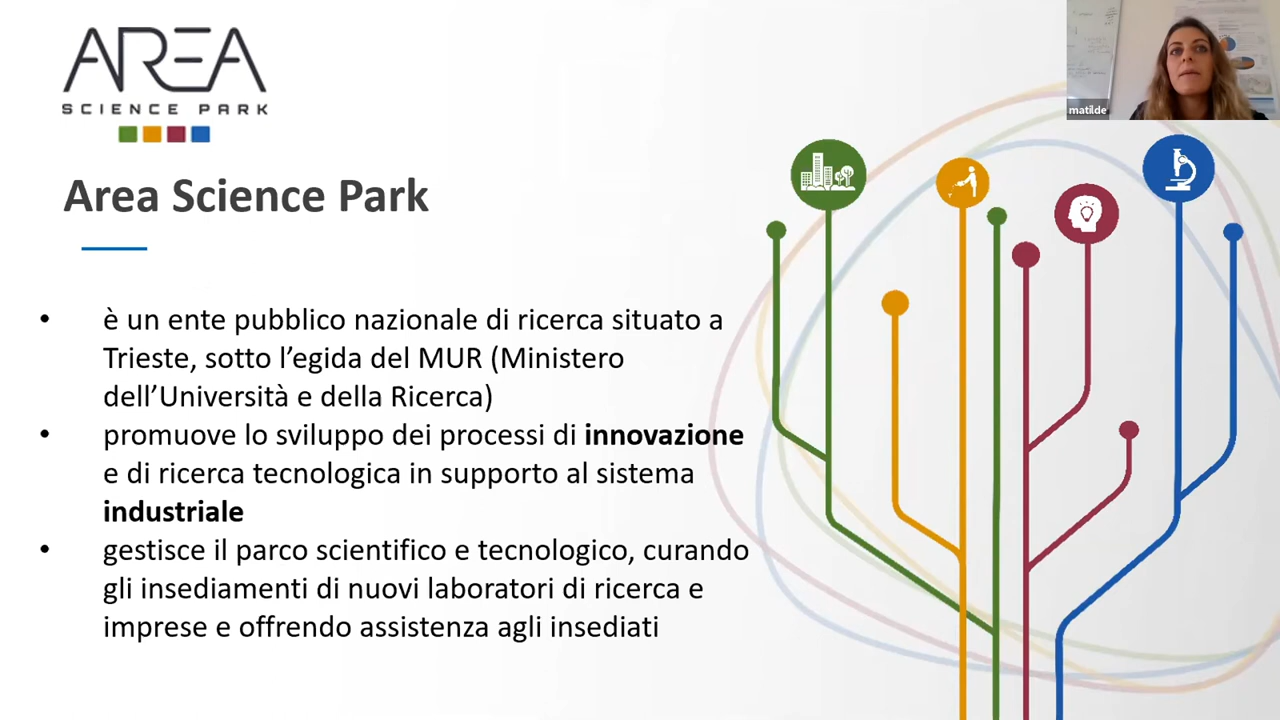 AREA
SCIENCE PARK
matilde
Area Science Park
• è un ente pubblico nazionale di ricerca situato a
Trieste, sotto l’egida del MUR (Ministero
dell’Università e della Ricerca)
• promuove lo sviluppo dei processi di innovazione
e di ricerca tecnologica in supporto al sistema
industriale
• gestisce il parco scientifico e tecnologico, curando
gli insediamenti di nuovi laboratori di ricerca e
imprese e offrendo assistenza agli insediati